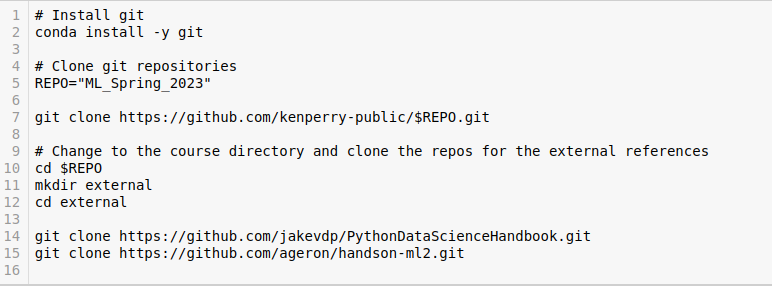 1 # Install git
2 conda install -y git
3
4 # Clone git repositories
5 REPO="ML_Spring_2023"
6
7 git clone https://github.com/kenperry-public/$REPO.git
8
9 # Change to the course directory and clone the repos for the external references
10 cd $REPO
11 mkdir external
12 cd external
13
14 git clone https://github.com/jakevdp/PythonDataScienceHandbook.git
15 git clone https://github.com/ageron/handson-ml2.git
16